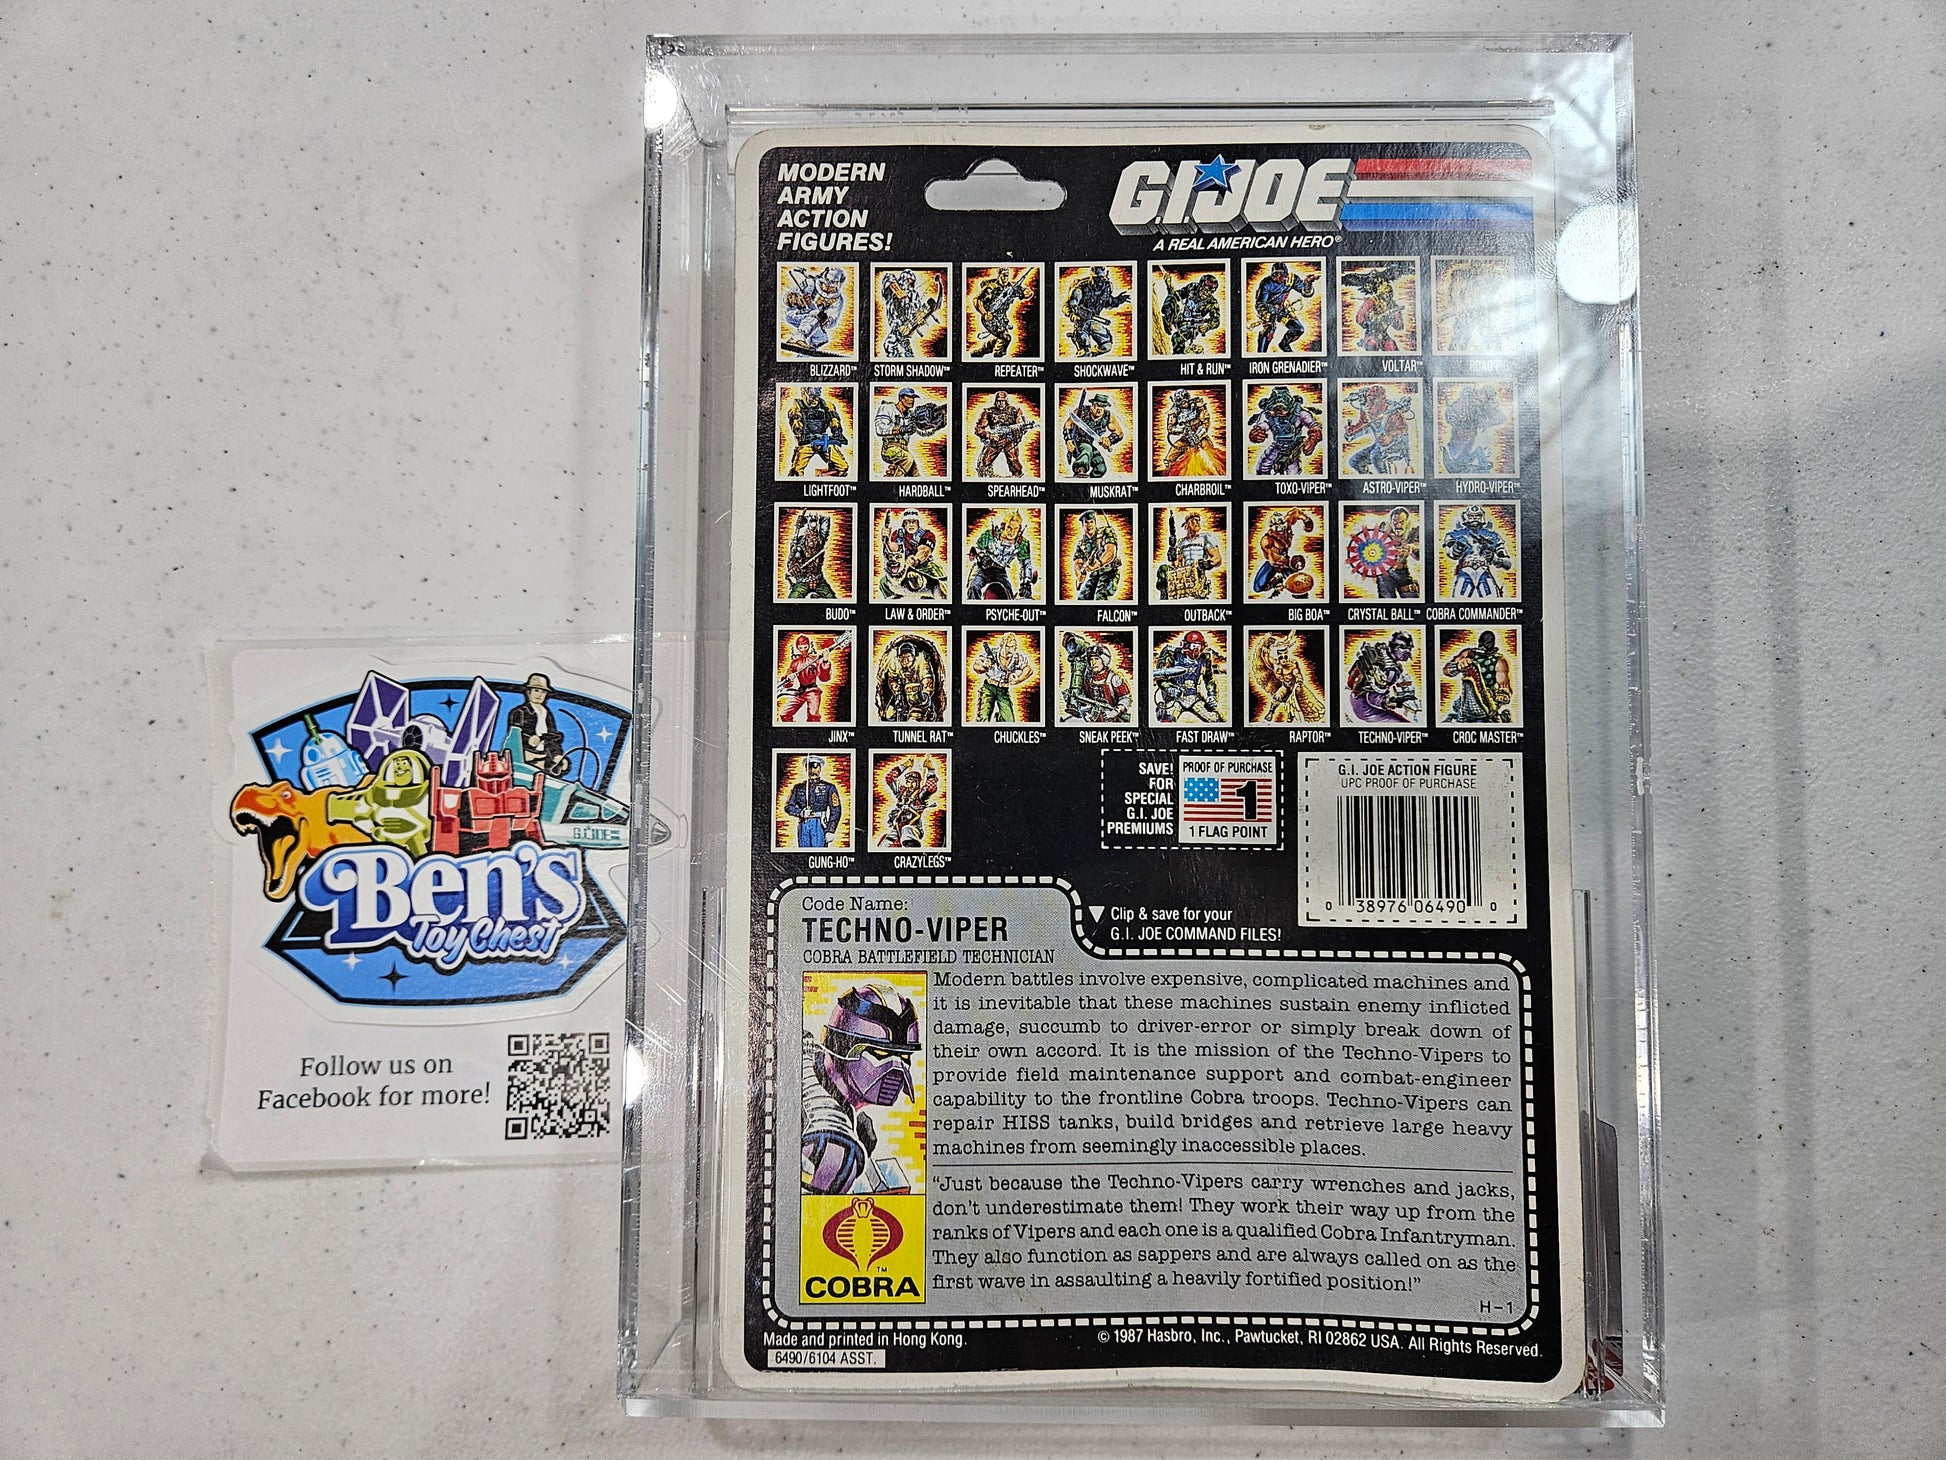 MODERN
ARMY
ACTION
FIGURES!
G.I. JOE
A REAL AMERICAN HERO®
BLIZZARD™ STORM SHADOW™ REPEATER™ SHOCKWAVE™ HIT & RUN™ IRON GRENADIER™ VOLTAR™
LIGHTFOOT™ HARDBALL™ SPEARHEAD™ MUSKRAT™ CHARBROIL™ TOXO-VIPER™ ASTRO-VIPER™ HYDRO-VIPER™
BUDO™ LAW & ORDER™ PSYCHE-OUT™ FALCON™ OUTBACK™ BIG BOA™ CRYSTAL BALL™ COBRA COMMANDER™
JINX™ TUNNEL RAT™ CHUCKLES™ SNEAK PEEK™ FAST DRAW™ RAPTOR™ TECHNO-VIPER™ CROC MASTER™
GUNG-HO™ CRAZYLEGS™
SAVE!
FOR
SPECIAL
G.I. JOE
PREMIUMS
PROOF OF PURCHASE
1
1 FLAG POINT
G.I. JOE ACTION FIGURE
UPC PROOF OF PURCHASE
0 38976 06490 0
Clip & save for your
G.I. JOE COMMAND FILES!
Code Name:
TECHNO-VIPER
COBRA BATTLEFIELD TECHNICIAN
Modern battles involve expensive, complicated machines and
it is inevitable that these machines sustain enemy inflicted
damage, succumb to driver-error or simply break down of
their own accord. It is the mission of the Techno-Vipers to
provide field maintenance support and combat-engineer
capability to the frontline Cobra troops. Techno-Vipers can
repair HISS tanks, build bridges and retrieve large heavy
machines from seemingly inaccessible places.
"Just because the Techno-Vipers carry wrenches and jacks,
don't underestimate them! They work their way up from the
ranks of Vipers and each one is a qualified Cobra Infantryman.
They also function as sappers and are always called on as the
first wave in assaulting a heavily fortified position!"
™
COBRA
H-1
Made and printed in Hong Kong.
© 1987 Hasbro, Inc., Pawtucket, RI 02862 USA. All Rights Reserved.
6490/6104 ASST.
G.I. JOE
Ben's
Toy Chest
Follow us on
Facebook for more!